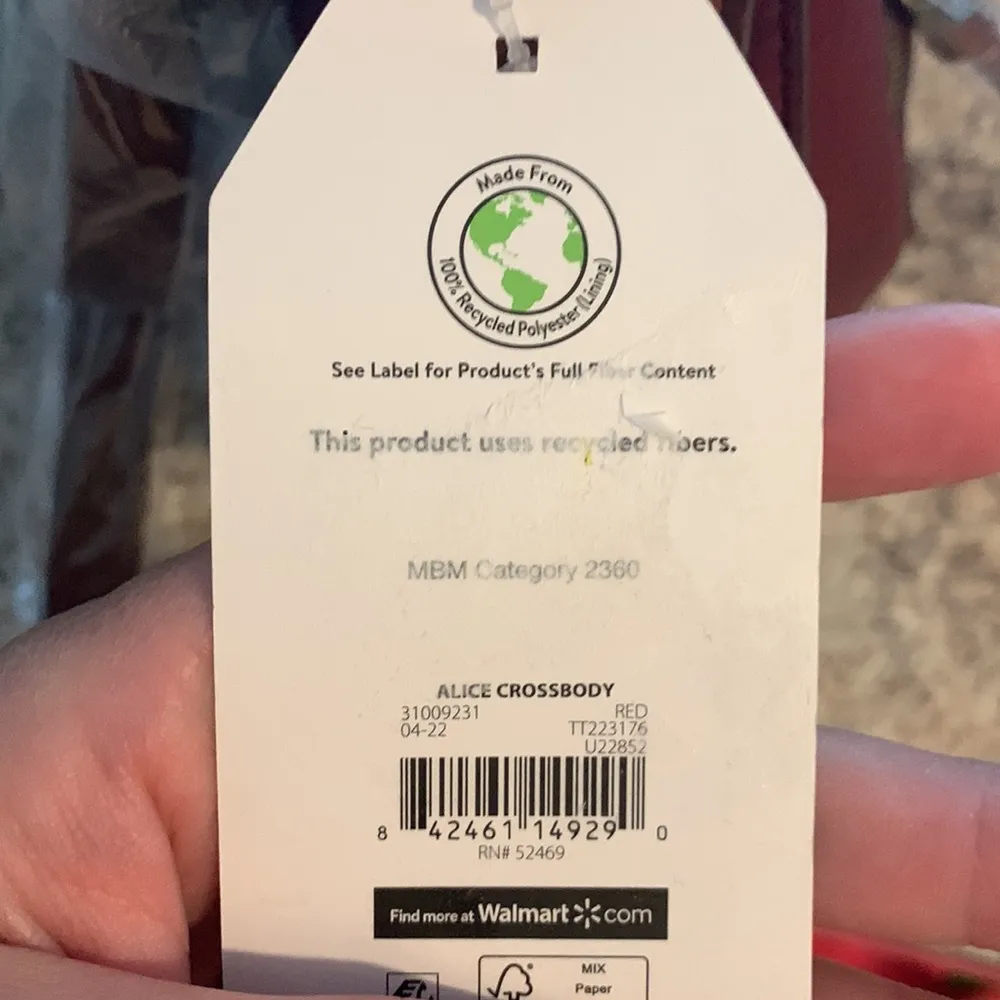 Made From
100% Recycled Polyester (Lining)
See Label for Product's Full Fiber Content
This product uses recycled fibers.
MBM Category 2360
ALICE CROSSBODY
31009231 RED
04-22 TT223176
U22852
8 42461 14929 0
RN# 52469
Find more at Walmart com
MIX
Paper